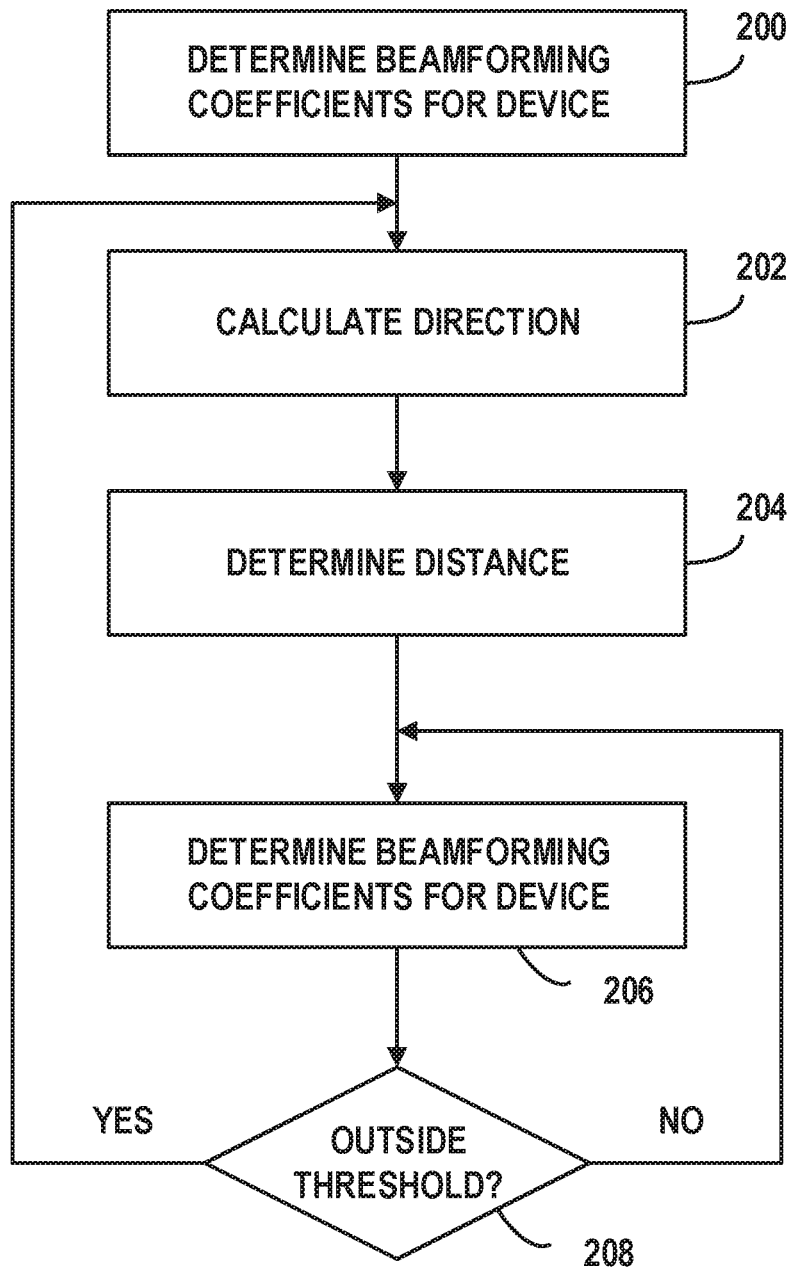 200
DETERMINE BEAMFORMING
COEFFICIENTS FOR DEVICE
202
CALCULATE DIRECTION
204
DETERMINE DISTANCE
DETERMINE BEAMFORMING
COEFFICIENTS FOR DEVICE
206
YES
NO
OUTSIDE
THRESHOLD?
208